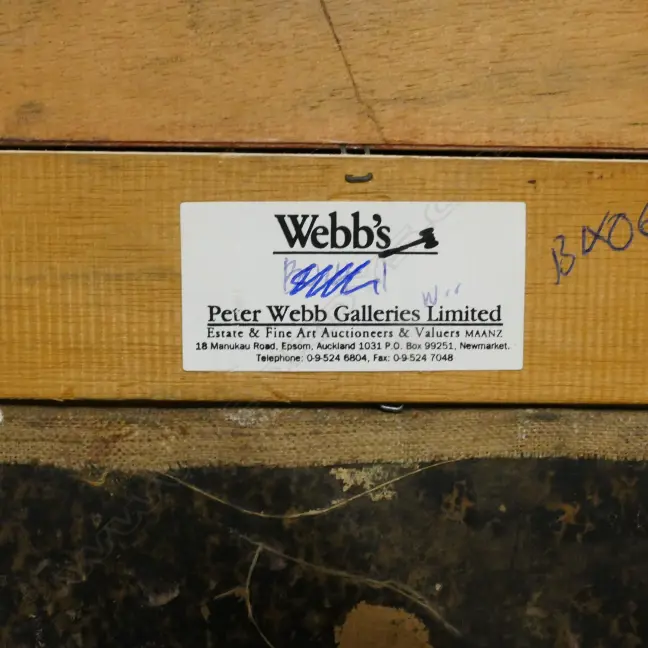 Webb's
Peter Webb Galleries Limited
Estate & Fine Art Auctioneers & Valuers MAANZ
18 Manukau Road, Epsom, Auckland 1031 P.O. Box 99251, Newmarket.
Telephone: 0-9-524 6804, Fax: 0-9-524 7048